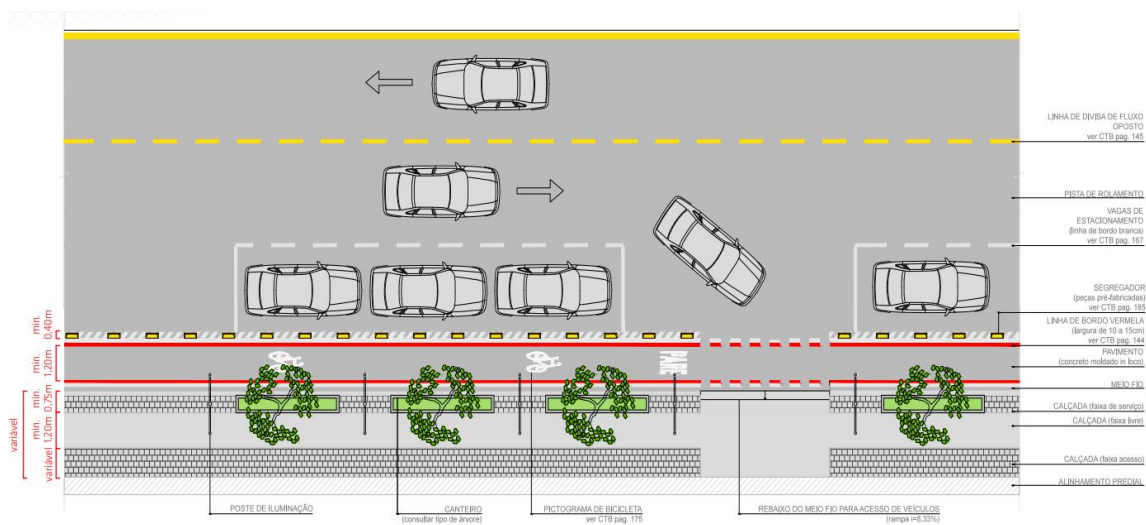 LINHA DE DIVISA DE FLUXO
OPOSTO
ver CTB pag. 145
PISTA DE ROLAMENTO
VAGAS DE
ESTACIONAMENTO
(linha de bordo branca)
ver CTB pag. 167
SEGREGADOR
(peças pré-fabricadas)
ver CTB pag. 185
LINHA DE BORDO VERMELA
(largura de 10 a 15cm)
ver CTB pag. 144
PAVIMENTO
(concreto moldado in loco)
MEIO FIO
CALÇADA (faixa de serviço)
CALÇADA (faixa livre)
CALÇADA (faixa acesso)
ALINHAMENTO PREDIAL
min.
0,40m
min.
1,20m
min.
0,75m
min.
1,20m
variável
variável
PARE
POSTE DE ILUMINAÇÃO
CANTEIRO
(consultar tipo de árvore)
PICTOGRAMA DE BICICLETA
ver CTB pag. 175
REBAIXO DO MEIO FIO PARA ACESSO DE VEÍCULOS
(rampa i=8,33%)